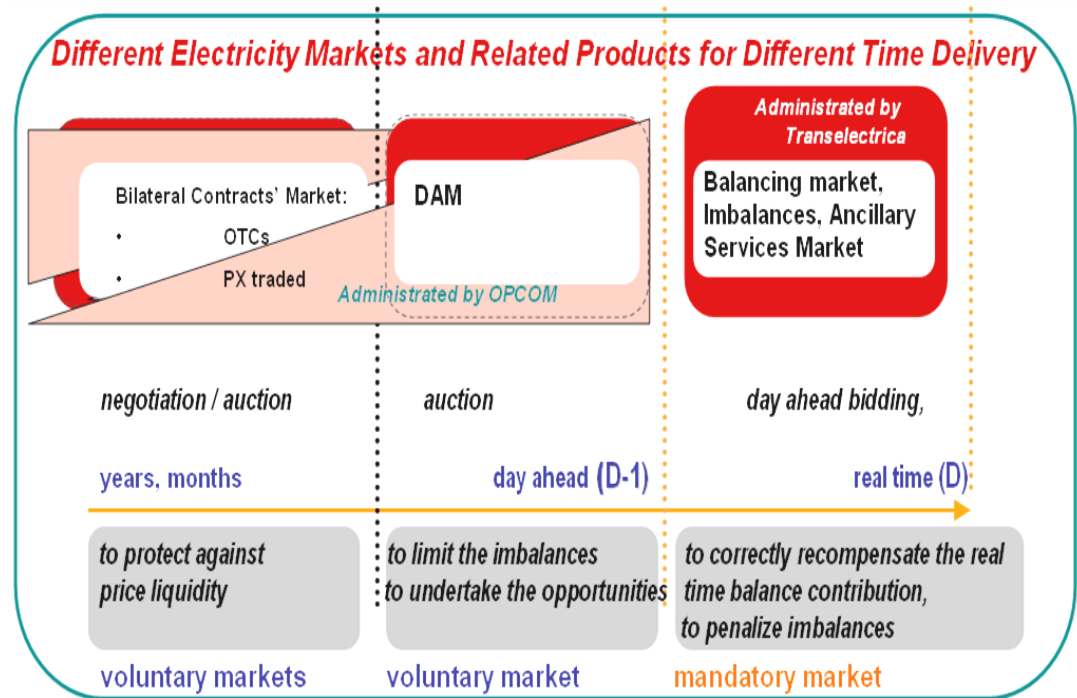 Different Electricity Markets and Related Products for Different Time Delivery
Administrated by
Transelectrica
Bilateral Contracts' Market:
• OTCs
• PX traded
DAM
Balancing market,
Imbalances, Ancillary
Services Market
Administrated by OPCOM
negotiation / auction
auction
day ahead bidding,
years, months
day ahead (D-1)
real time (D)
to protect against
price liquidity
to limit the imbalances
to undertake the opportunities
to correctly recompensate the real
time balance contribution,
to penalize imbalances
voluntary markets
voluntary market
mandatory market